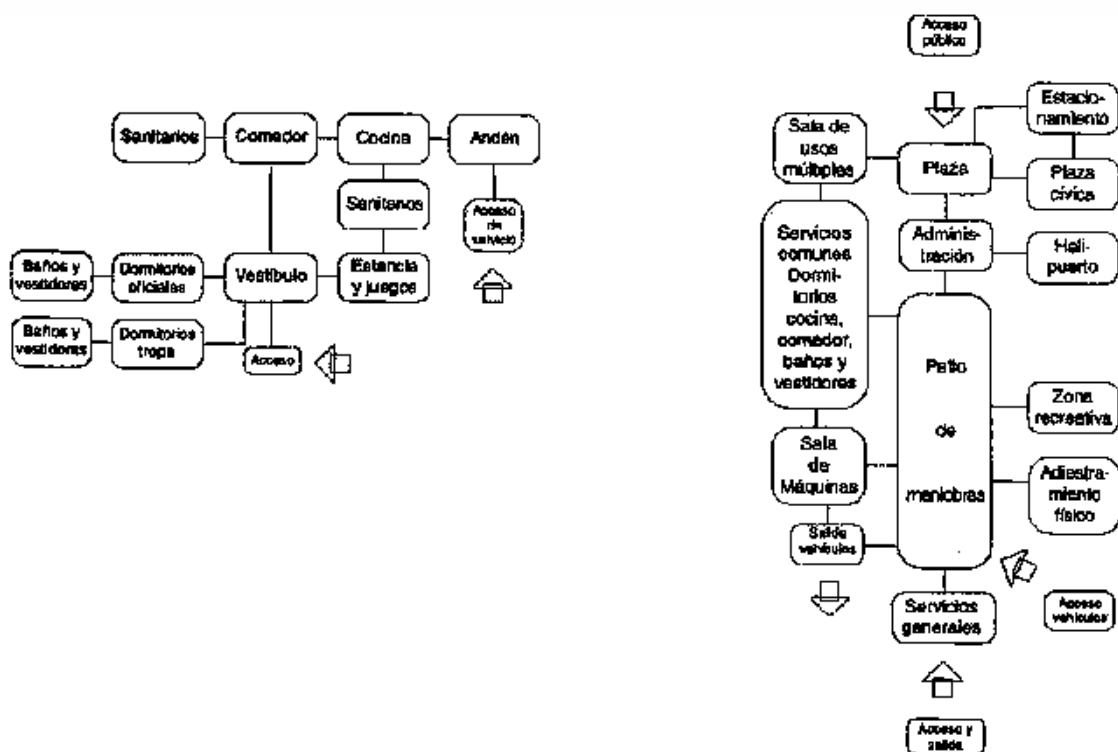 Sanitarios
Comador
Cocina
Andén
Sanitarios
Acceso
de
servicio
Baños y
vestidores
Dormitorios
oficiales
Vestíbulo
Estancia
y juegos
Baños y
vestidores
Dormitorios
tropa
Acceso
Acceso
público
Sala de
usos
múltiples
Plaza
Estacio-
namiento
Plaza
cívica
Servicios
comunes
Dormi-
torios
cocina,
comedor,
baños y
vestidores
Adminis-
tración
Heli-
puerto
Patio
de
maniobras
Zona
recreativa
Sala
de
Máquinas
Adiestra-
miento
físico
Salida
vehículos
Servicios
generales
Acceso
vehículos
Acceso y
salida